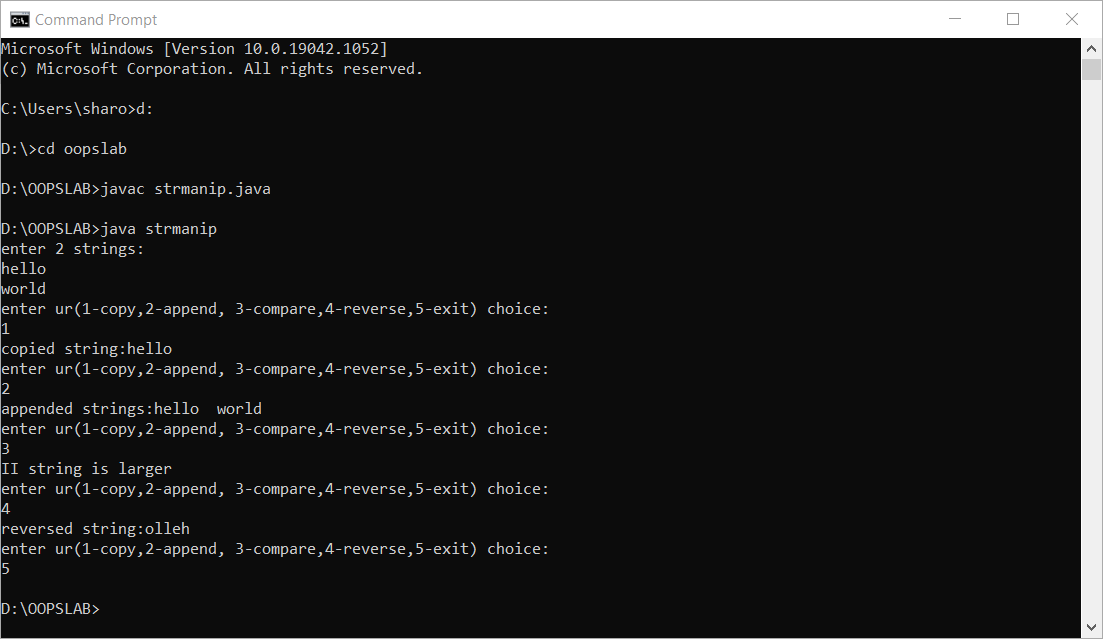 Command Prompt
Microsoft Windows [Version 10.0.19042.1052]
(c) Microsoft Corporation. All rights reserved.
C:\Users\sharo>d:
D:\>cd oopslab
D:\OOPSLAB>javac strmanip.java
D:\OOPSLAB>java strmanip
enter 2 strings:
hello
world
enter ur(1-copy,2-append, 3-compare,4-reverse,5-exit) choice:
1
copied string:hello
enter ur(1-copy,2-append, 3-compare,4-reverse,5-exit) choice:
2
appended strings:hello  world
enter ur(1-copy,2-append, 3-compare,4-reverse,5-exit) choice:
3
II string is larger
enter ur(1-copy,2-append, 3-compare,4-reverse,5-exit) choice:
4
reversed string:olleh
enter ur(1-copy,2-append, 3-compare,4-reverse,5-exit) choice:
5
D:\OOPSLAB>